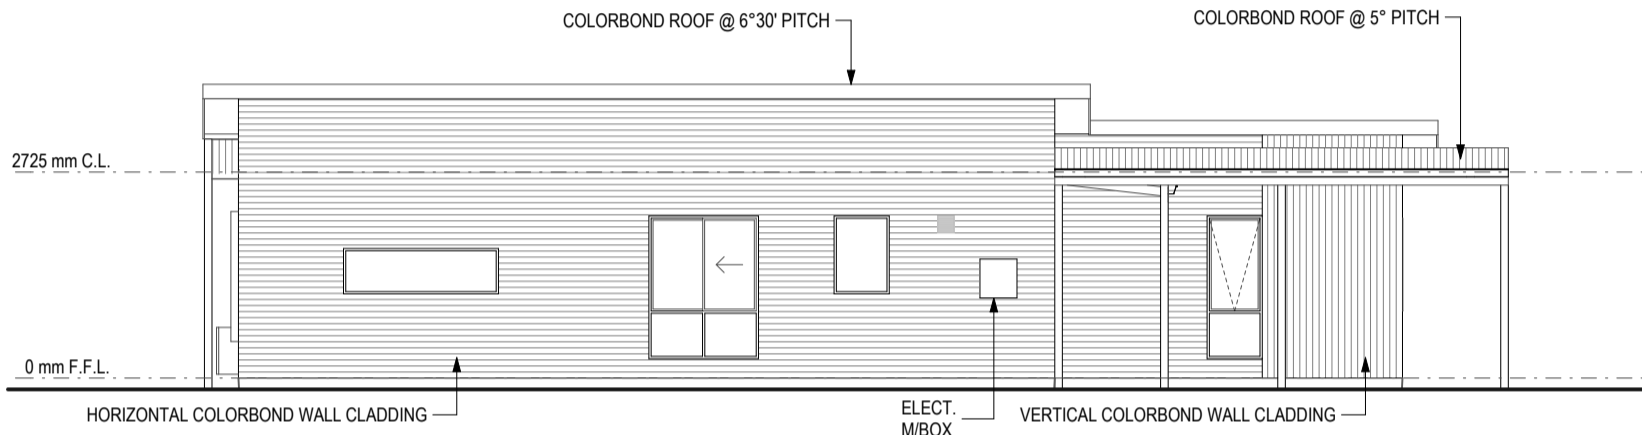 COLORBOND ROOF @ 6°30' PITCH
COLORBOND ROOF @ 5° PITCH
2725 mm C.L.
0 mm F.F.L.
HORIZONTAL COLORBOND WALL CLADDING
ELECT.
M/BOX
VERTICAL COLORBOND WALL CLADDING